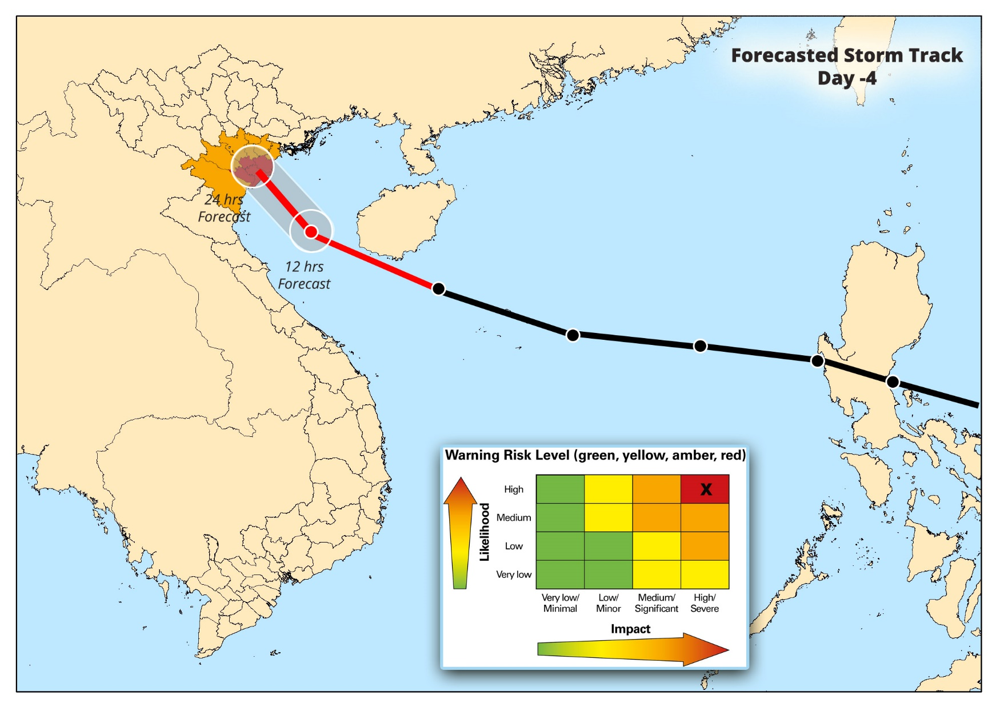 Forecasted Storm Track
Day -4
24 hrs
Forecast
12 hrs
Forecast
Warning Risk Level (green, yellow, amber, red)
Likelihood
High
X
Medium
Low
Very low
Very low/
Minimal
Low/
Minor
Medium/
Significant
High/
Severe
Impact